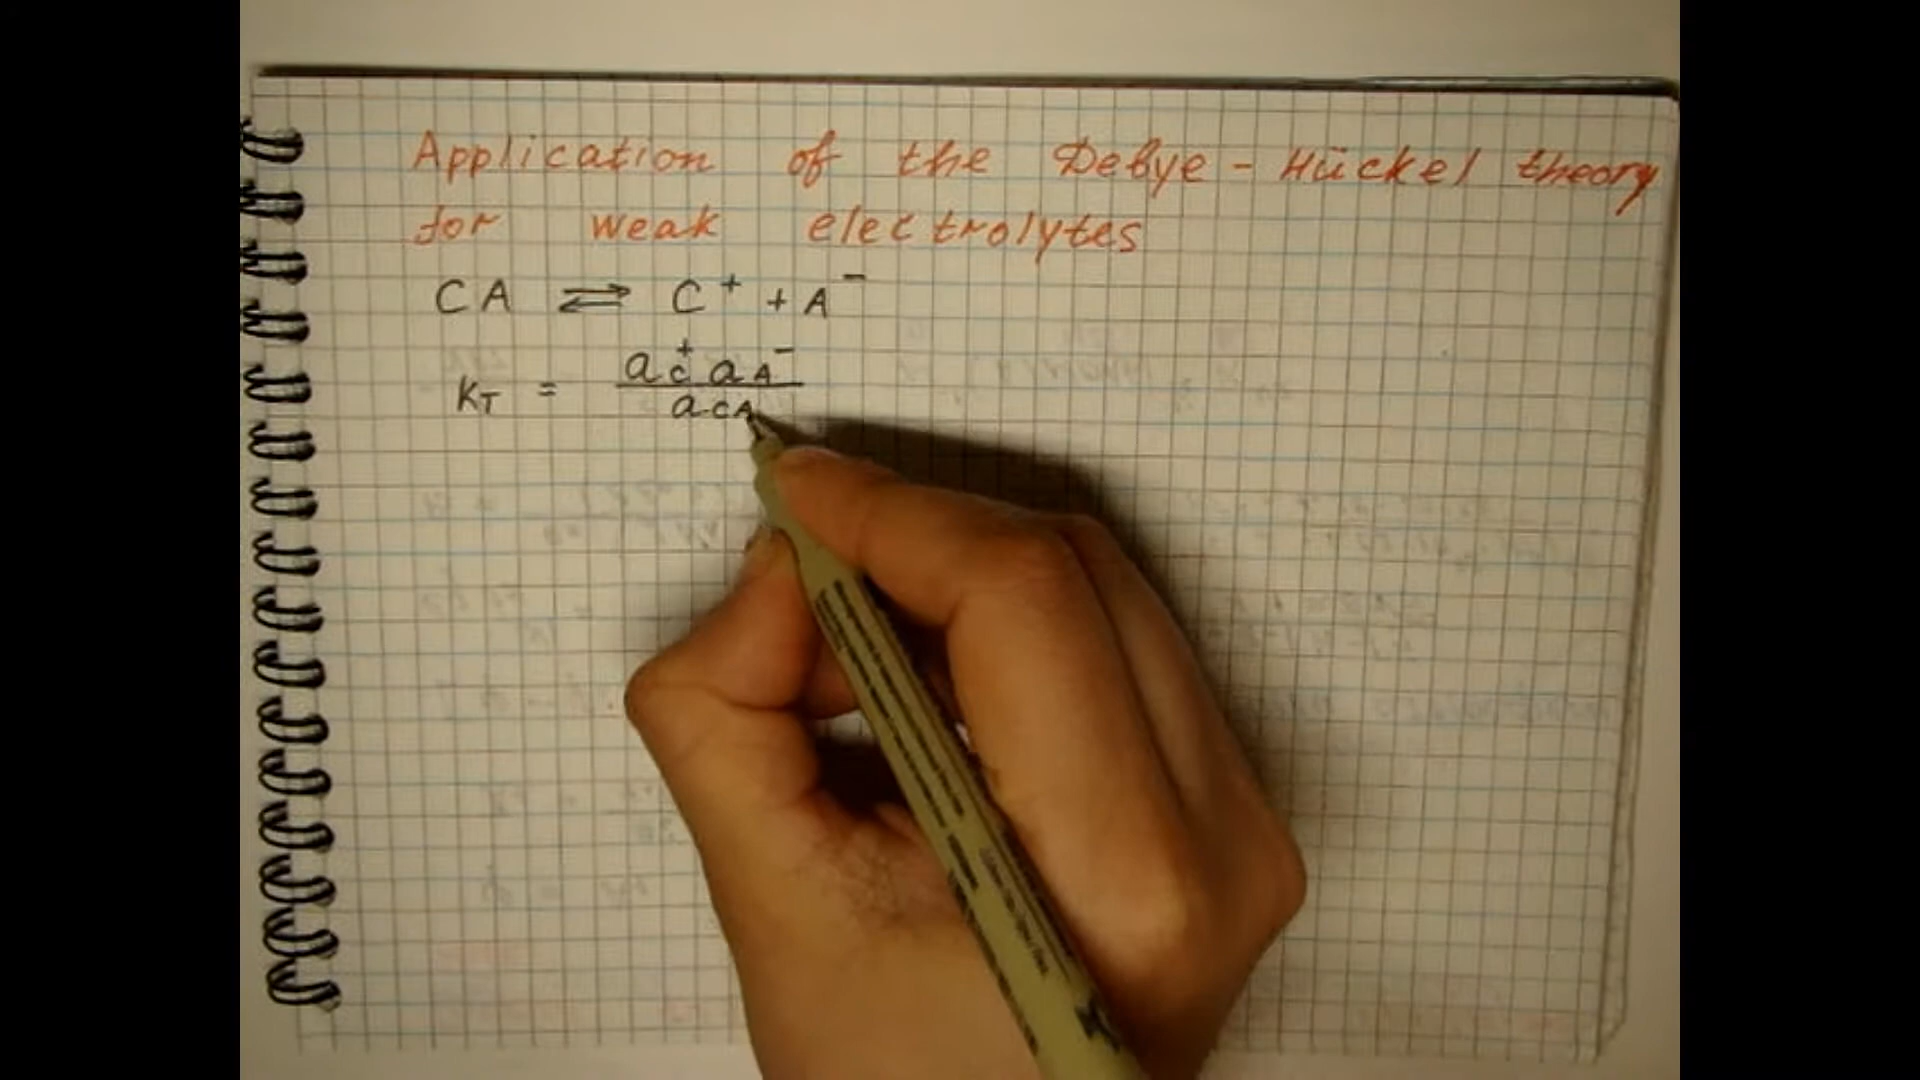 Application of the Debye - Hückel theory
for weak electrolytes
CA ⇌ C⁺ + A⁻
K_T = a_C⁺ a_A⁻ / a_CA